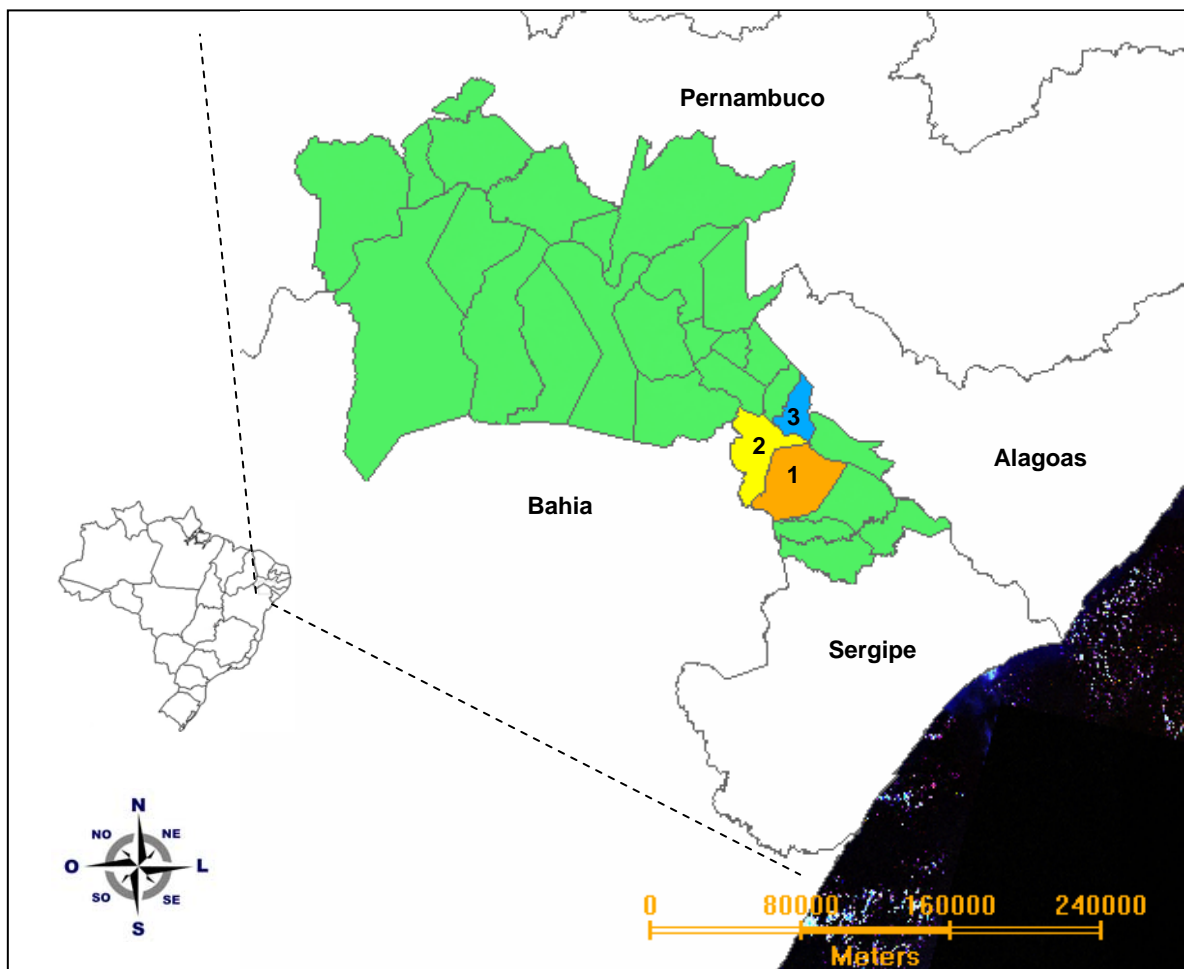 Pernambuco
3
2
Alagoas
1
Bahia
Sergipe
N
NO NE
O L
SO SE
S
0 80000 160000 240000
Meters